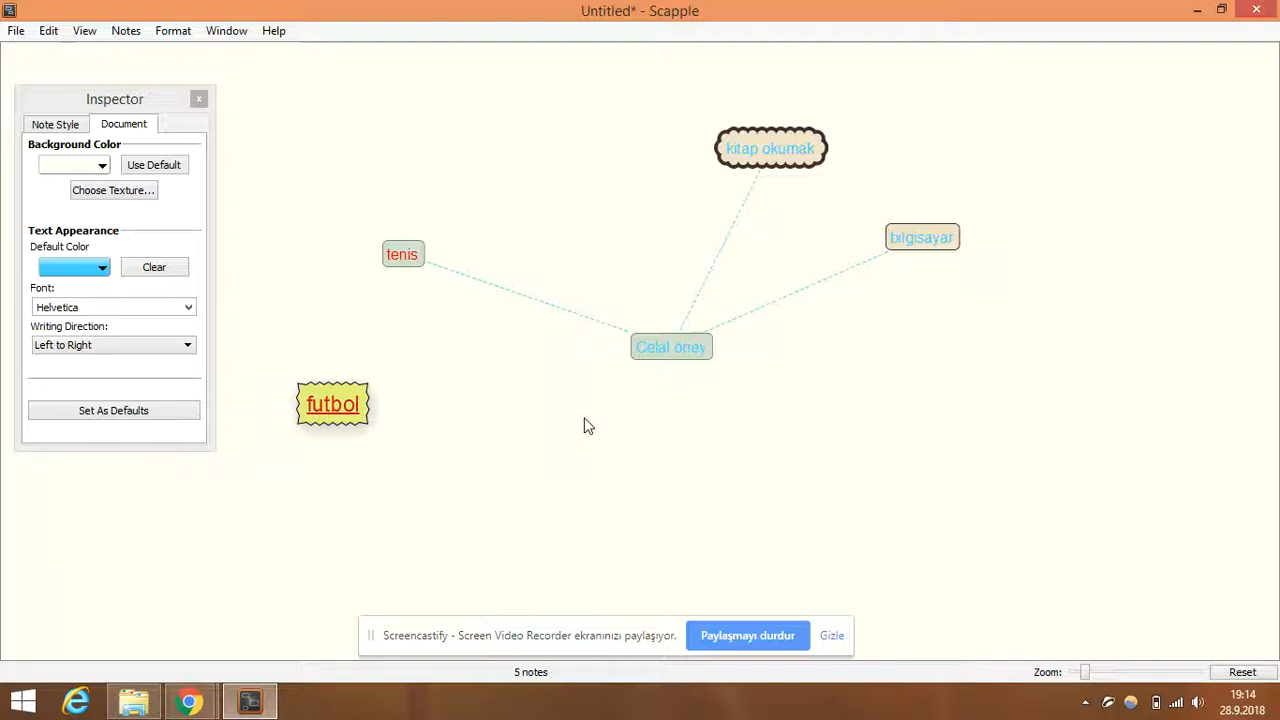 Untitled* - Scapple
File Edit View Notes Format Window Help
Inspector
Note Style Document
Background Color
Use Default
Choose Texture...
Text Appearance
Default Color
Clear
Font:
Helvetica
Writing Direction:
Left to Right
Set As Defaults
kitap okumak
bilgisayar
tenis
Celal öney
futbol
Screencastify - Screen Video Recorder ekranınızı paylaşıyor. Paylaşmayı durdur Gizle
5 notes
Zoom: Reset
19:14
28.9.2018